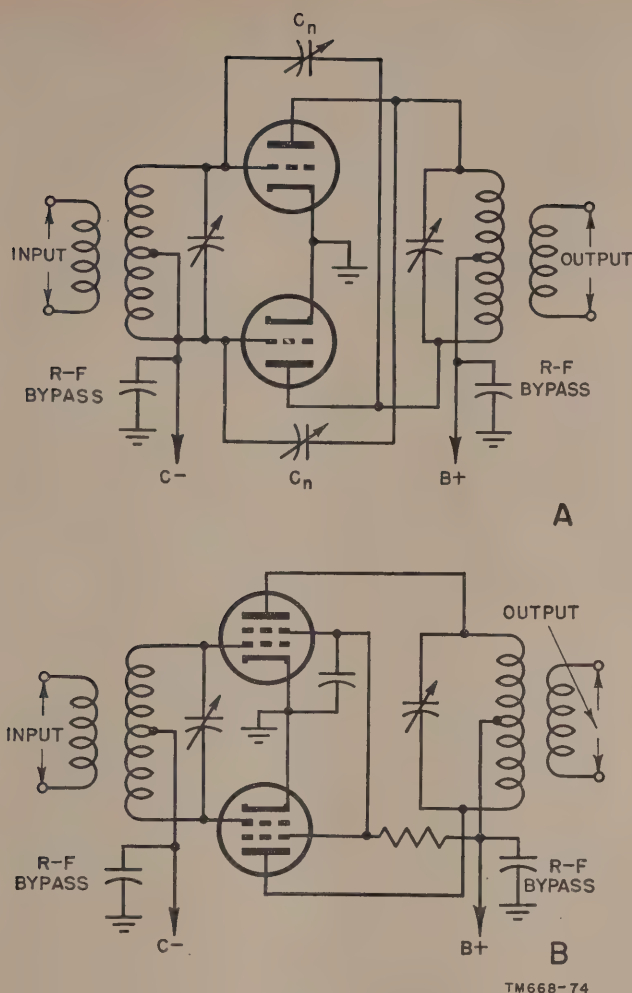 Cn
INPUT
OUTPUT
R-F
BYPASS
R-F
BYPASS
Cn
C-
B+
A
OUTPUT
INPUT
R-F
BYPASS
R-F
BYPASS
C-
B+
B
TM668-74